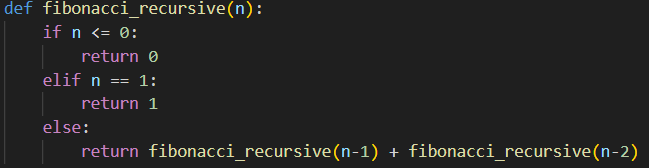 def fibonacci_recursive(n):
    if n <= 0:
        return 0
    elif n == 1:
        return 1
    else:
        return fibonacci_recursive(n-1) + fibonacci_recursive(n-2)